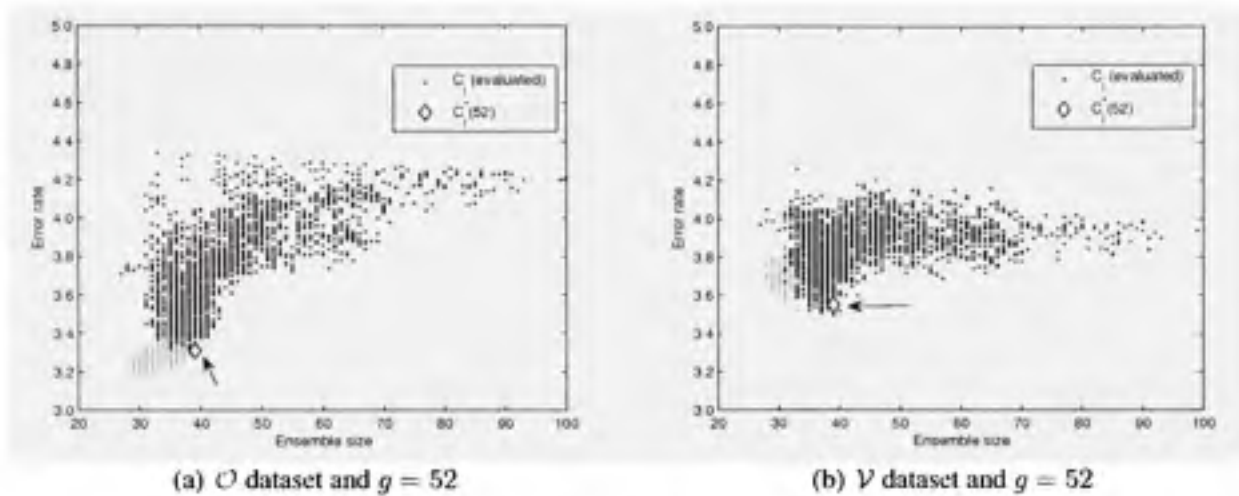 5.0
4.8
4.6
4.4
4.2
4.0
3.8
3.6
3.4
3.2
3.0
Error rate
20 30 40 50 60 70 80 90 100
Ensemble size
C_j (evaluated)
C*_j(52)
(a) 𝒪 dataset and g = 52
5.0
4.8
4.6
4.4
4.2
4.0
3.8
3.6
3.4
3.2
3.0
Error rate
20 30 40 50 60 70 80 90 100
Ensemble size
C_j (evaluated)
C*_j(52)
(b) 𝒱 dataset and g = 52